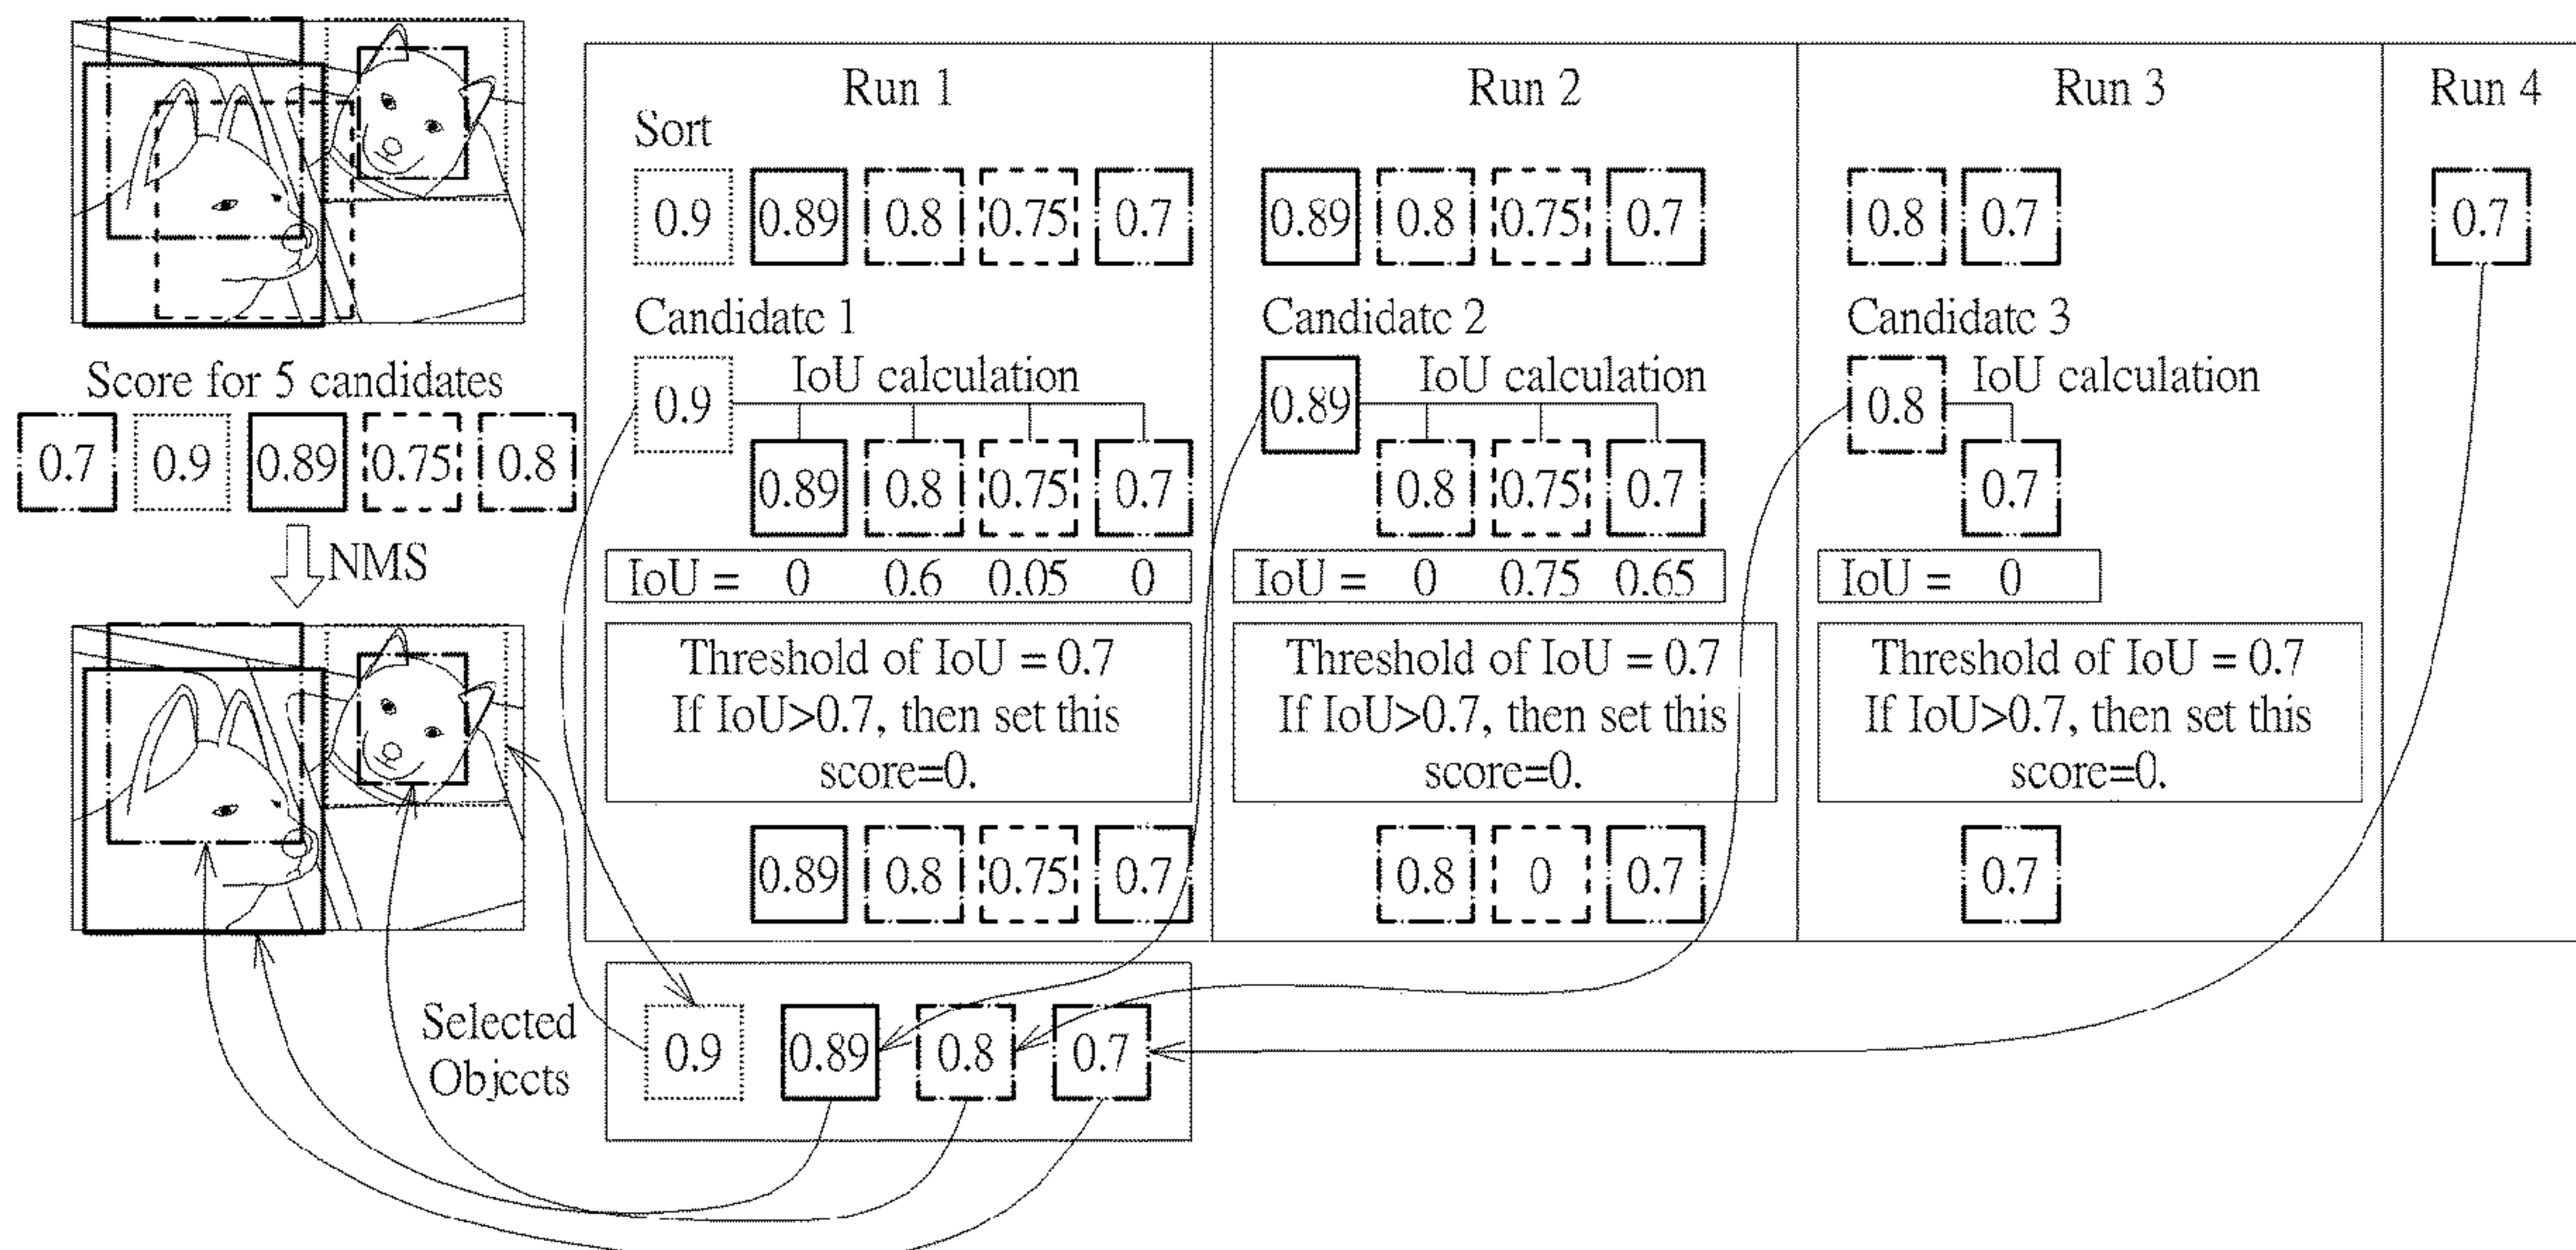 Score for 5 candidates
0.7 0.9 0.89 0.75 0.8
NMS
Run 1
Sort
0.9 0.89 0.8 0.75 0.7
Candidate 1
IoU calculation
0.9
0.89 0.8 0.75 0.7
IoU = 0 0.6 0.05 0
Threshold of IoU = 0.7
If IoU>0.7, then set this
score=0.
0.89 0.8 0.75 0.7
Run 2
0.89 0.8 0.75 0.7
Candidate 2
IoU calculation
0.89
0.8 0.75 0.7
IoU = 0 0.75 0.65
Threshold of IoU = 0.7
If IoU>0.7, then set this
score=0.
0.8 0 0.7
Run 3
0.8 0.7
Candidate 3
IoU calculation
0.8
0.7
IoU = 0
Threshold of IoU = 0.7
If IoU>0.7, then set this
score=0.
0.7
Run 4
0.7
Selected
Objects
0.9 0.89 0.8 0.7